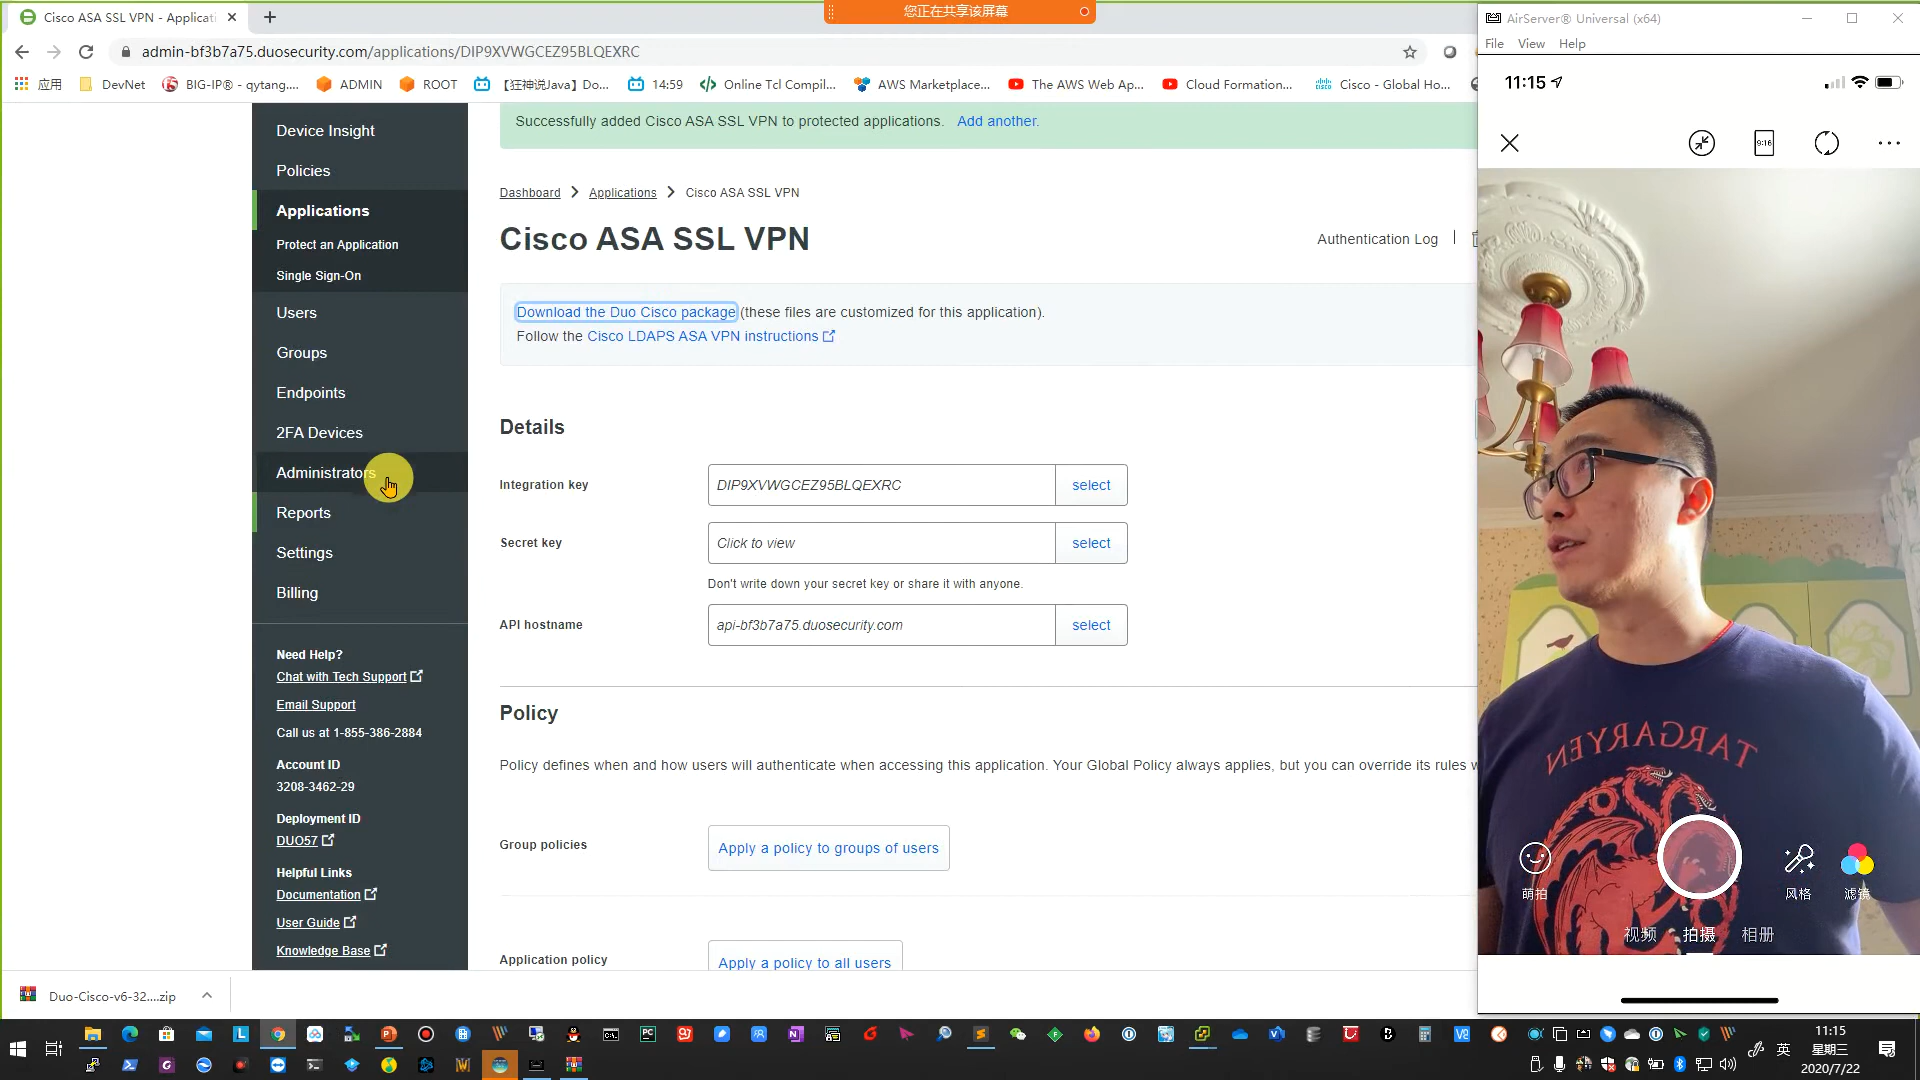 Cisco ASA SSL VPN - Applicati
您正在共享该屏幕
AirServer® Universal (x64)
File View Help
admin-bf3b7a75.duosecurity.com/applications/DIP9XVWGCEZ95BLQEXRC
应用
DevNet
BIG-IP® - qytang....
ADMIN
ROOT
【狂神说Java】Do...
14:59
Online Tcl Compil...
AWS Marketplace...
The AWS Web Ap...
Cloud Formation...
Cisco - Global Ho...
11:15
9:16
Device Insight
Policies
Applications
Protect an Application
Single Sign-On
Users
Groups
Endpoints
2FA Devices
Administrators
Reports
Settings
Billing
Need Help?
Chat with Tech Support
Email Support
Call us at 1-855-386-2884
Account ID
3208-3462-29
Deployment ID
DUO57
Helpful Links
Documentation
User Guide
Knowledge Base
Successfully added Cisco ASA SSL VPN to protected applications. Add another.
Dashboard > Applications > Cisco ASA SSL VPN
Cisco ASA SSL VPN
Authentication Log
Download the Duo Cisco package (these files are customized for this application).
Follow the Cisco LDAPS ASA VPN instructions
Details
Integration key
DIP9XVWGCEZ95BLQEXRC
select
Secret key
Click to view
select
Don't write down your secret key or share it with anyone.
API hostname
api-bf3b7a75.duosecurity.com
select
Policy
Policy defines when and how users will authenticate when accessing this application. Your Global Policy always applies, but you can override its rules w
Group policies
Apply a policy to groups of users
Application policy
Apply a policy to all users
TARGARYEN
萌拍
风格
滤镜
视频 拍摄 相册
Duo-Cisco-v6-32....zip
英
11:15
星期三
2020/7/22